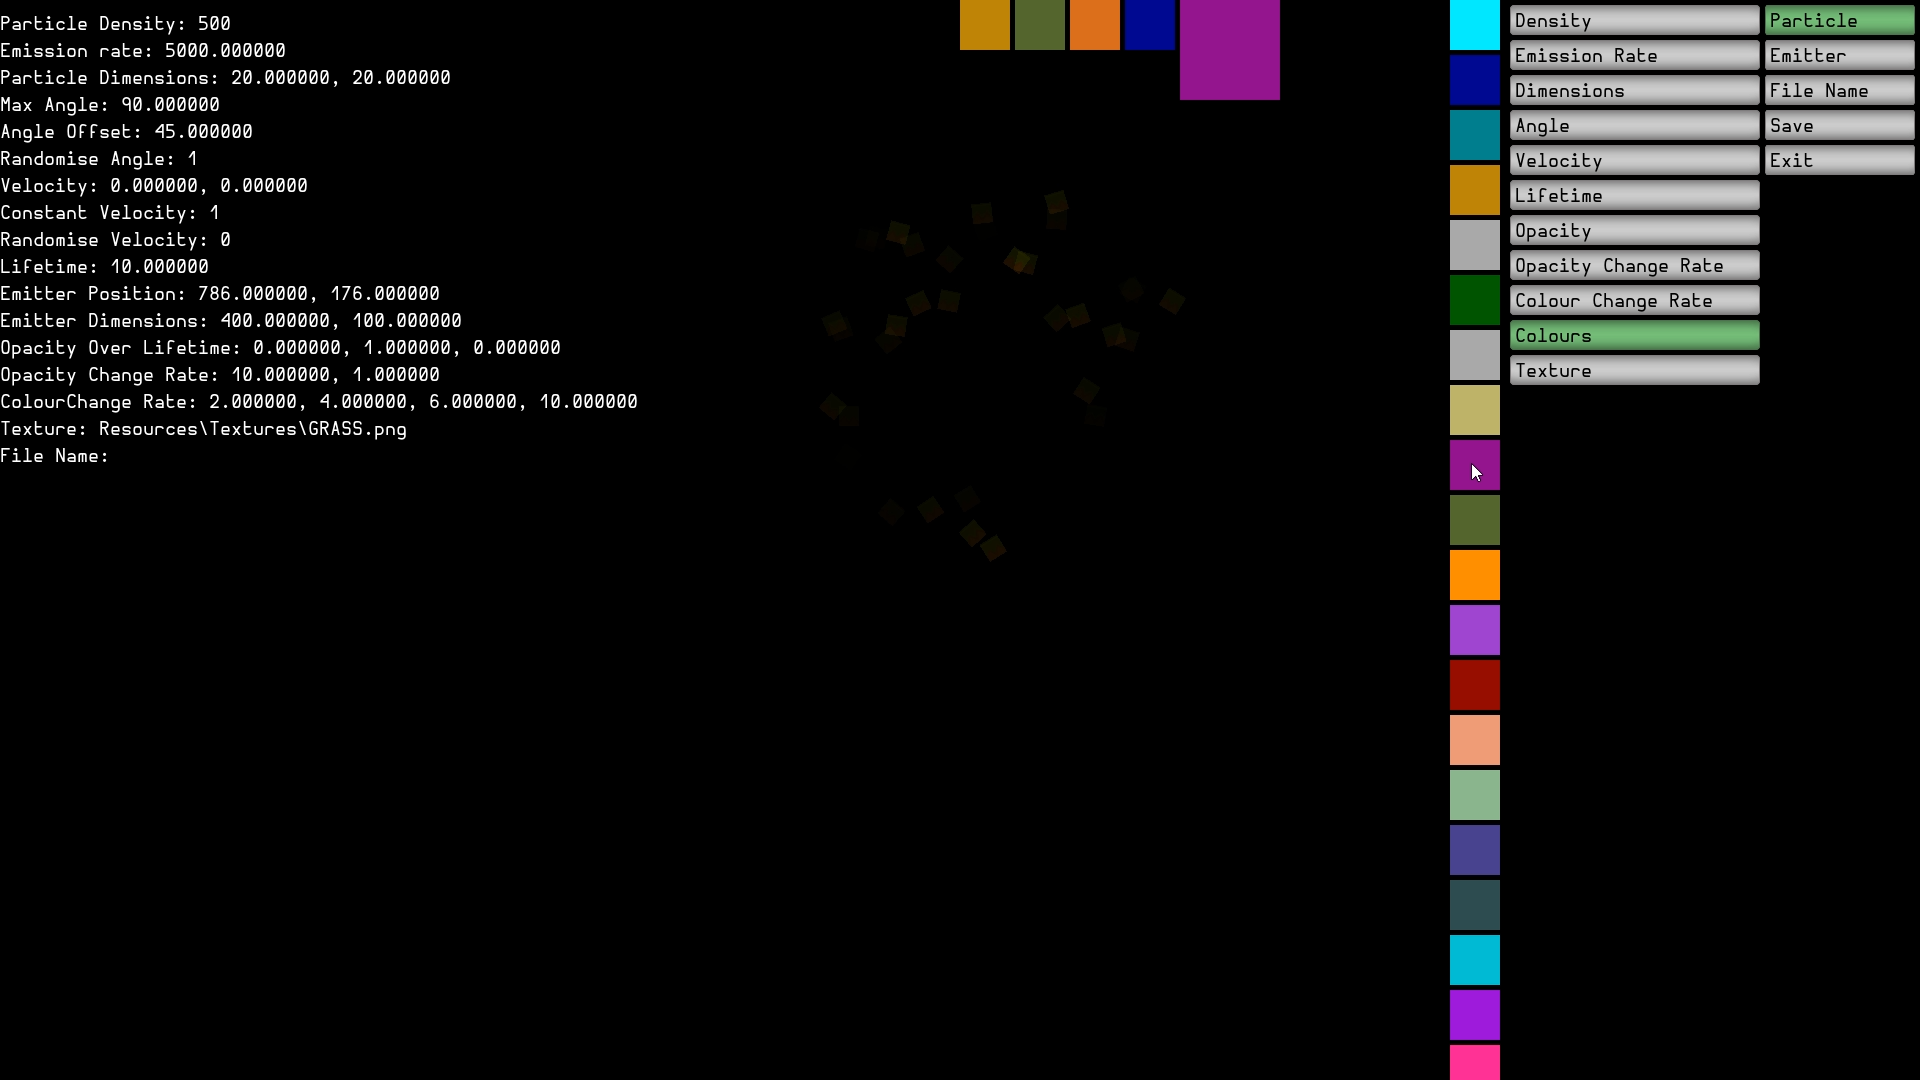 Particle Density: 500
Emission rate: 5000.000000
Particle Dimensions: 20.000000, 20.000000
Max Angle: 90.000000
Angle Offset: 45.000000
Randomise Angle: 1
Velocity: 0.000000, 0.000000
Constant Velocity: 1
Randomise Velocity: 0
Lifetime: 10.000000
Emitter Position: 786.000000, 176.000000
Emitter Dimensions: 400.000000, 100.000000
Opacity Over Lifetime: 0.000000, 1.000000, 0.000000
Opacity Change Rate: 10.000000, 1.000000
ColourChange Rate: 2.000000, 4.000000, 6.000000, 10.000000
Texture: Resources\Textures\GRASS.png
File Name:
Density
Emission Rate
Dimensions
Angle
Velocity
Lifetime
Opacity
Opacity Change Rate
Colour Change Rate
Colours
Texture
Particle
Emitter
File Name
Save
Exit